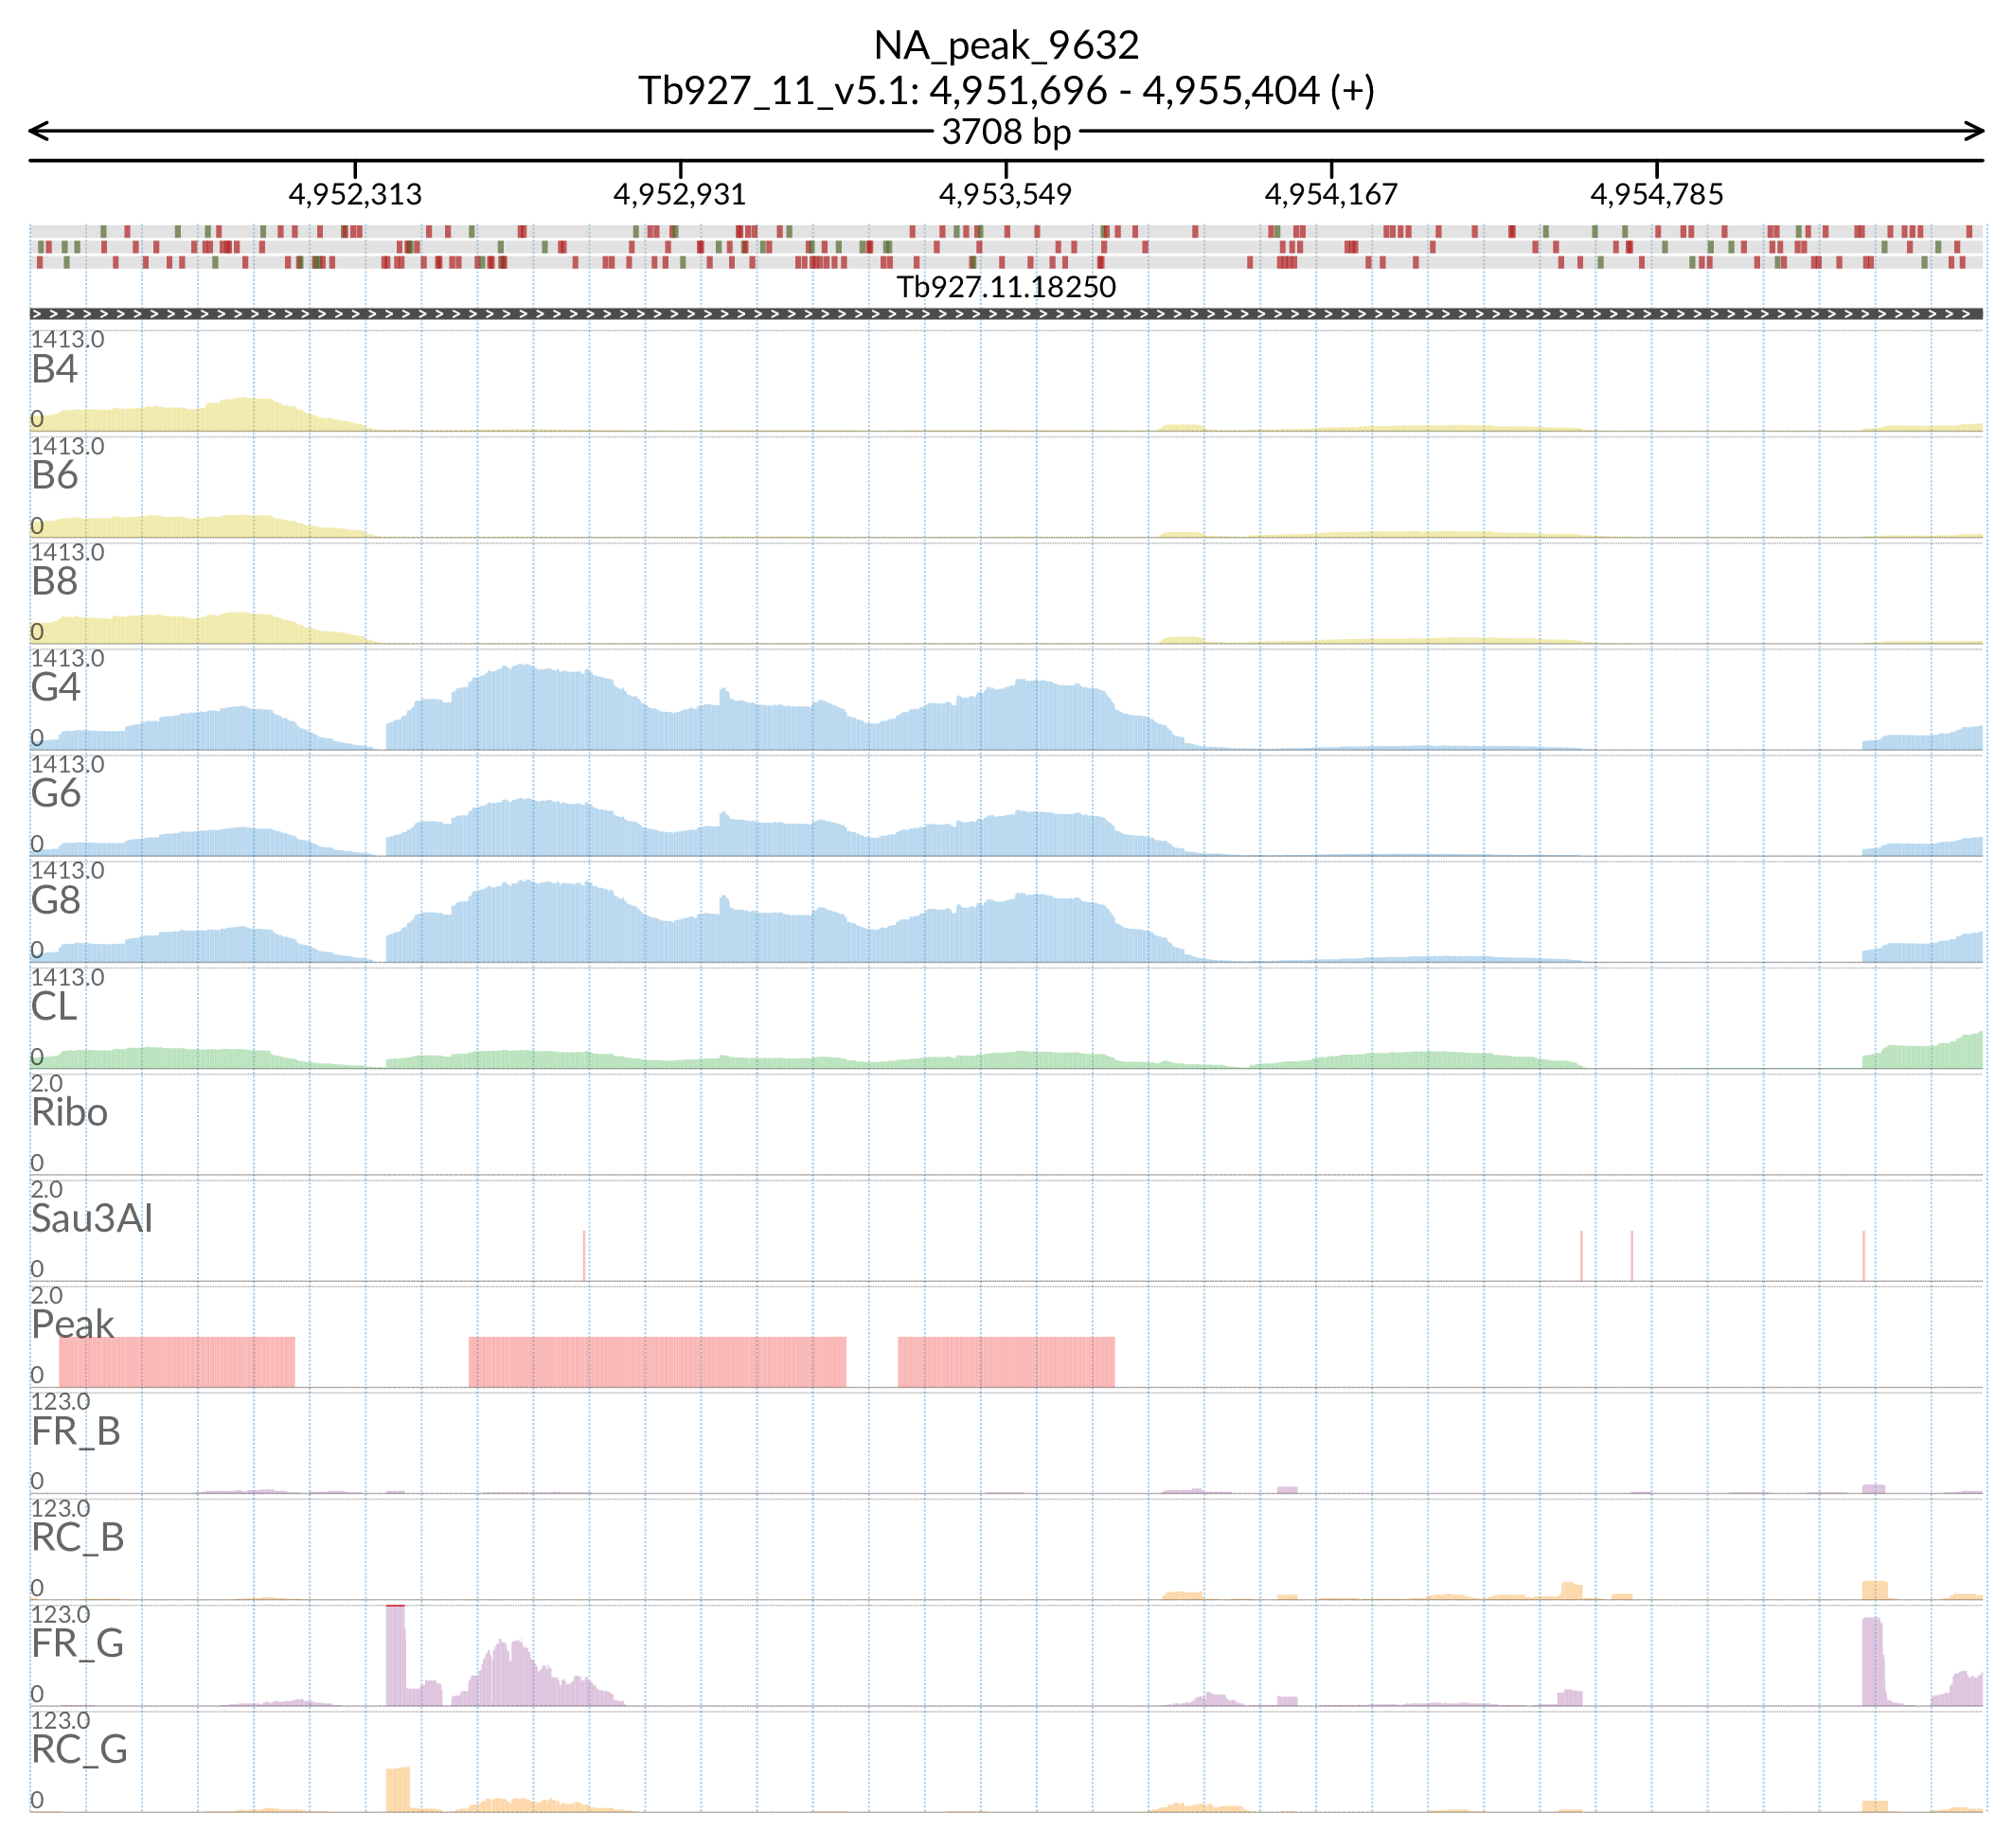 NA_peak_9632
Tb927_11_v5.1: 4,951,696 - 4,955,404 (+)
3708 bp
4,952,313 4,952,931 4,953,549 4,954,167 4,954,785
Tb927.11.18250
1413.0
B4
0
1413.0
B6
0
1413.0
B8
0
1413.0
G4
0
1413.0
G6
0
1413.0
G8
0
1413.0
CL
0
2.0
Ribo
0
2.0
Sau3AI
0
2.0
Peak
0
123.0
FR_B
0
123.0
RC_B
0
123.0
FR_G
0
123.0
RC_G
0